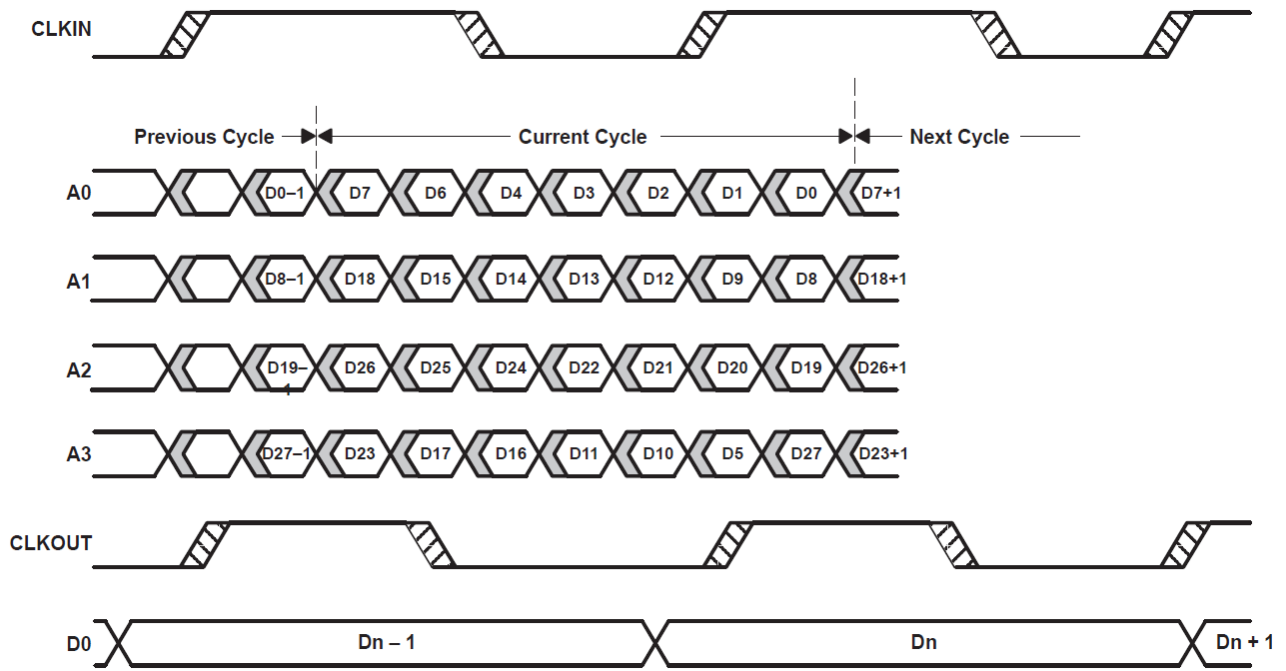 CLKIN
Previous Cycle Current Cycle Next Cycle
A0 D0–1 D7 D6 D4 D3 D2 D1 D0 D7+1
A1 D8–1 D18 D15 D14 D13 D12 D9 D8 D18+1
A2 D19–1 D26 D25 D24 D22 D21 D20 D19 D26+1
A3 D27–1 D23 D17 D16 D11 D10 D5 D27 D23+1
CLKOUT
D0 Dn – 1 Dn Dn + 1